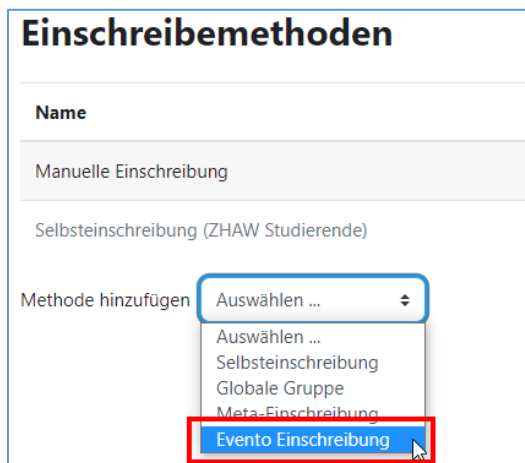 Einschreibemethoden
Name
Manuelle Einschreibung
Selbsteinschreibung (ZHAW Studierende)
Methode hinzufügen Auswählen ...
Auswählen ...
Selbsteinschreibung
Globale Gruppe
Meta-Einschreibung
Evento Einschreibung